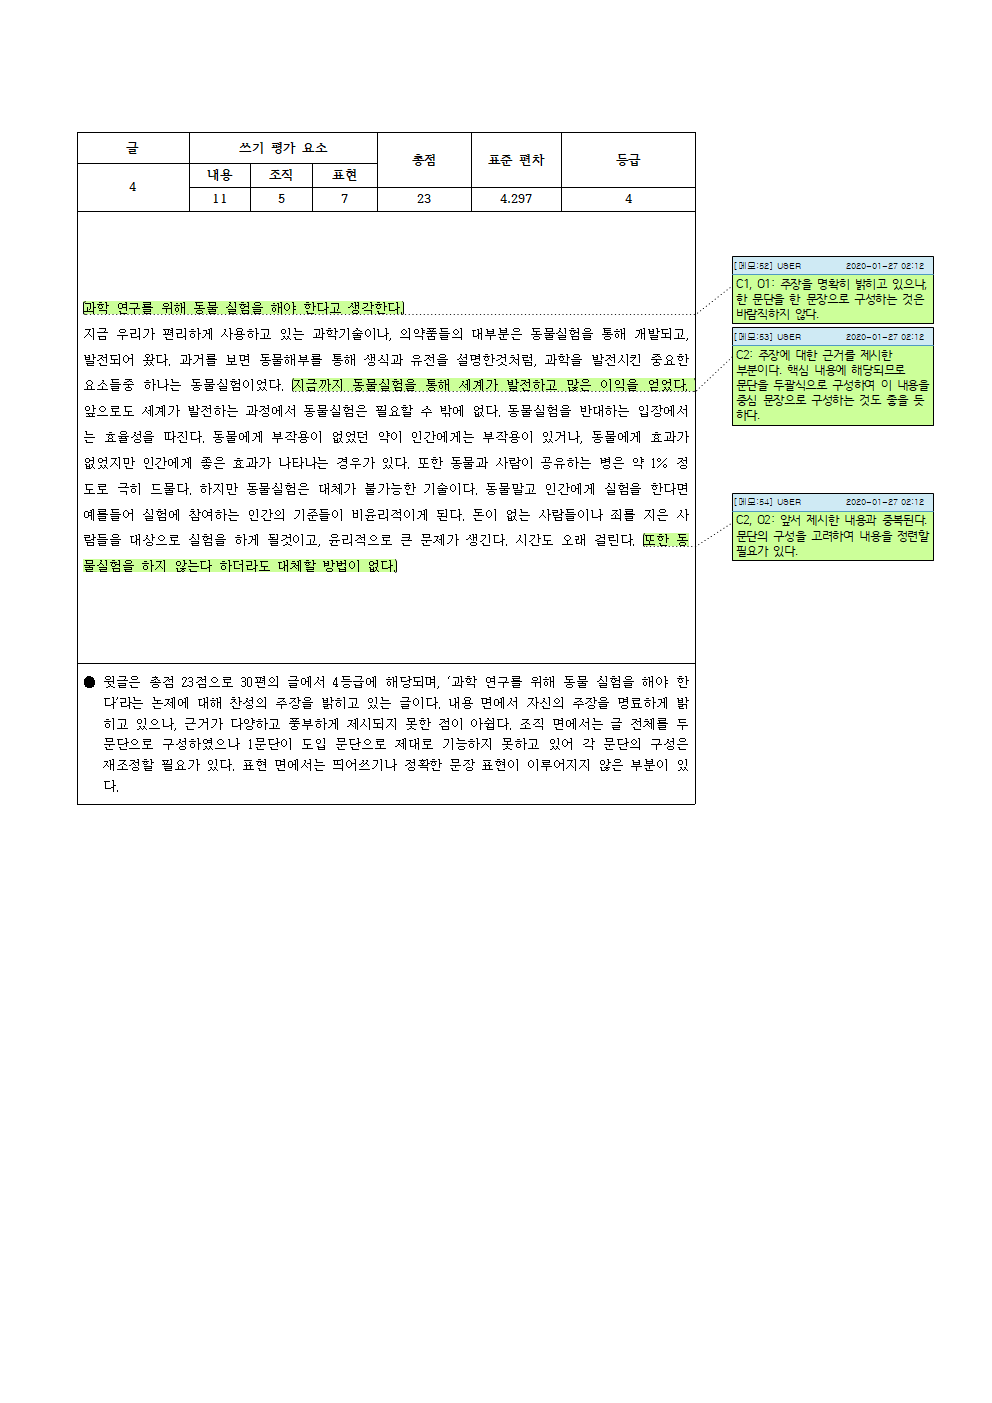 글 쓰기 평가 요소 총점 표준 편차 등급
내용 조직 표현
4 11 5 7 23 4.297 4
과학 연구를 위해 동물 실험을 해야 한다고 생각한다.
지금 우리가 편리하게 사용하고 있는 과학기술이나, 의약품들의 대부분은 동물실험을 통해 개발되고,
발전되어 왔다. 과거를 보면 동물해부를 통해 생식과 유전을 설명한것처럼, 과학을 발전시킨 중요한
요소들중 하나는 동물실험이었다. 지금까지 동물실험을 통해 세계가 발전하고 많은 이익을 얻었다.
앞으로도 세계가 발전하는 과정에서 동물실험은 필요할 수 밖에 없다. 동물실험을 반대하는 입장에서
는 효율성을 따진다. 동물에게 부작용이 없었던 약이 인간에게는 부작용이 있거나, 동물에게 효과가
없었지만 인간에게 좋은 효과가 나타나는 경우가 있다. 또한 동물과 사람이 공유하는 병은 약 1% 정
도로 극히 드물다. 하지만 동물실험은 대체가 불가능한 기술이다. 동물말고 인간에게 실험을 한다면
예를들어 실험에 참여하는 인간의 기준들이 비윤리적이게 된다. 돈이 없는 사람들이나 죄를 지은 사
람들을 대상으로 실험을 하게 될것이고, 윤리적으로 큰 문제가 생긴다. 시간도 오래 걸린다. 또한 동
물실험을 하지 않는다 하더라도 대체할 방법이 없다.
[메모:52] USER 2020-01-27 02:12
C1, O1: 주장을 명확히 밝히고 있으나,
한 문단을 한 문장으로 구성하는 것은
바람직하지 않다.
[메모:53] USER 2020-01-27 02:12
C2: 주장에 대한 근거를 제시한
부분이다. 핵심 내용에 해당되므로
문단을 두괄식으로 구성하여 이 내용을
중심 문장으로 구성하는 것도 좋을 듯
하다.
[메모:54] USER 2020-01-27 02:12
C2, O2: 앞서 제시한 내용과 중복된다.
문단의 구성을 고려하여 내용을 정련할
필요가 있다.
● 윗글은 총점 23점으로 30편의 글에서 4등급에 해당되며, ‘과학 연구를 위해 동물 실험을 해야 한
다’라는 논제에 대해 찬성의 주장을 밝히고 있는 글이다. 내용 면에서 자신의 주장을 명료하게 밝
히고 있으나, 근거가 다양하고 풍부하게 제시되지 못한 점이 아쉽다. 조직 면에서는 글 전체를 두
문단으로 구성하였으나 1문단이 도입 문단으로 제대로 기능하지 못하고 있어 각 문단의 구성은
재조정할 필요가 있다. 표현 면에서는 띄어쓰기나 정확한 문장 표현이 이루어지지 않은 부분이 있
다.